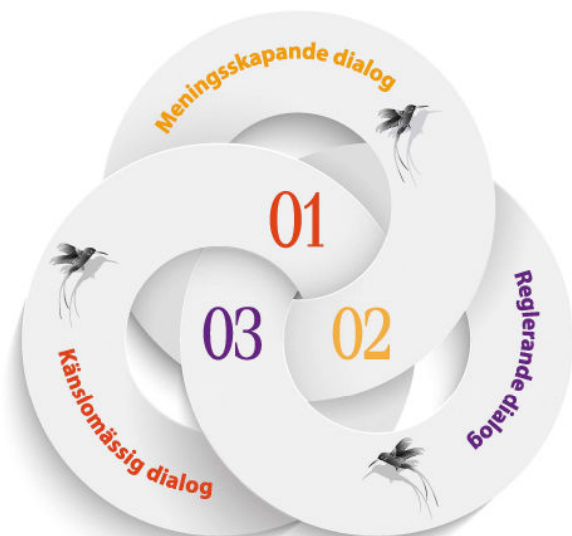 Meningsskapande dialog
01
Reglerande dialog
03
02
Känslomässig dialog